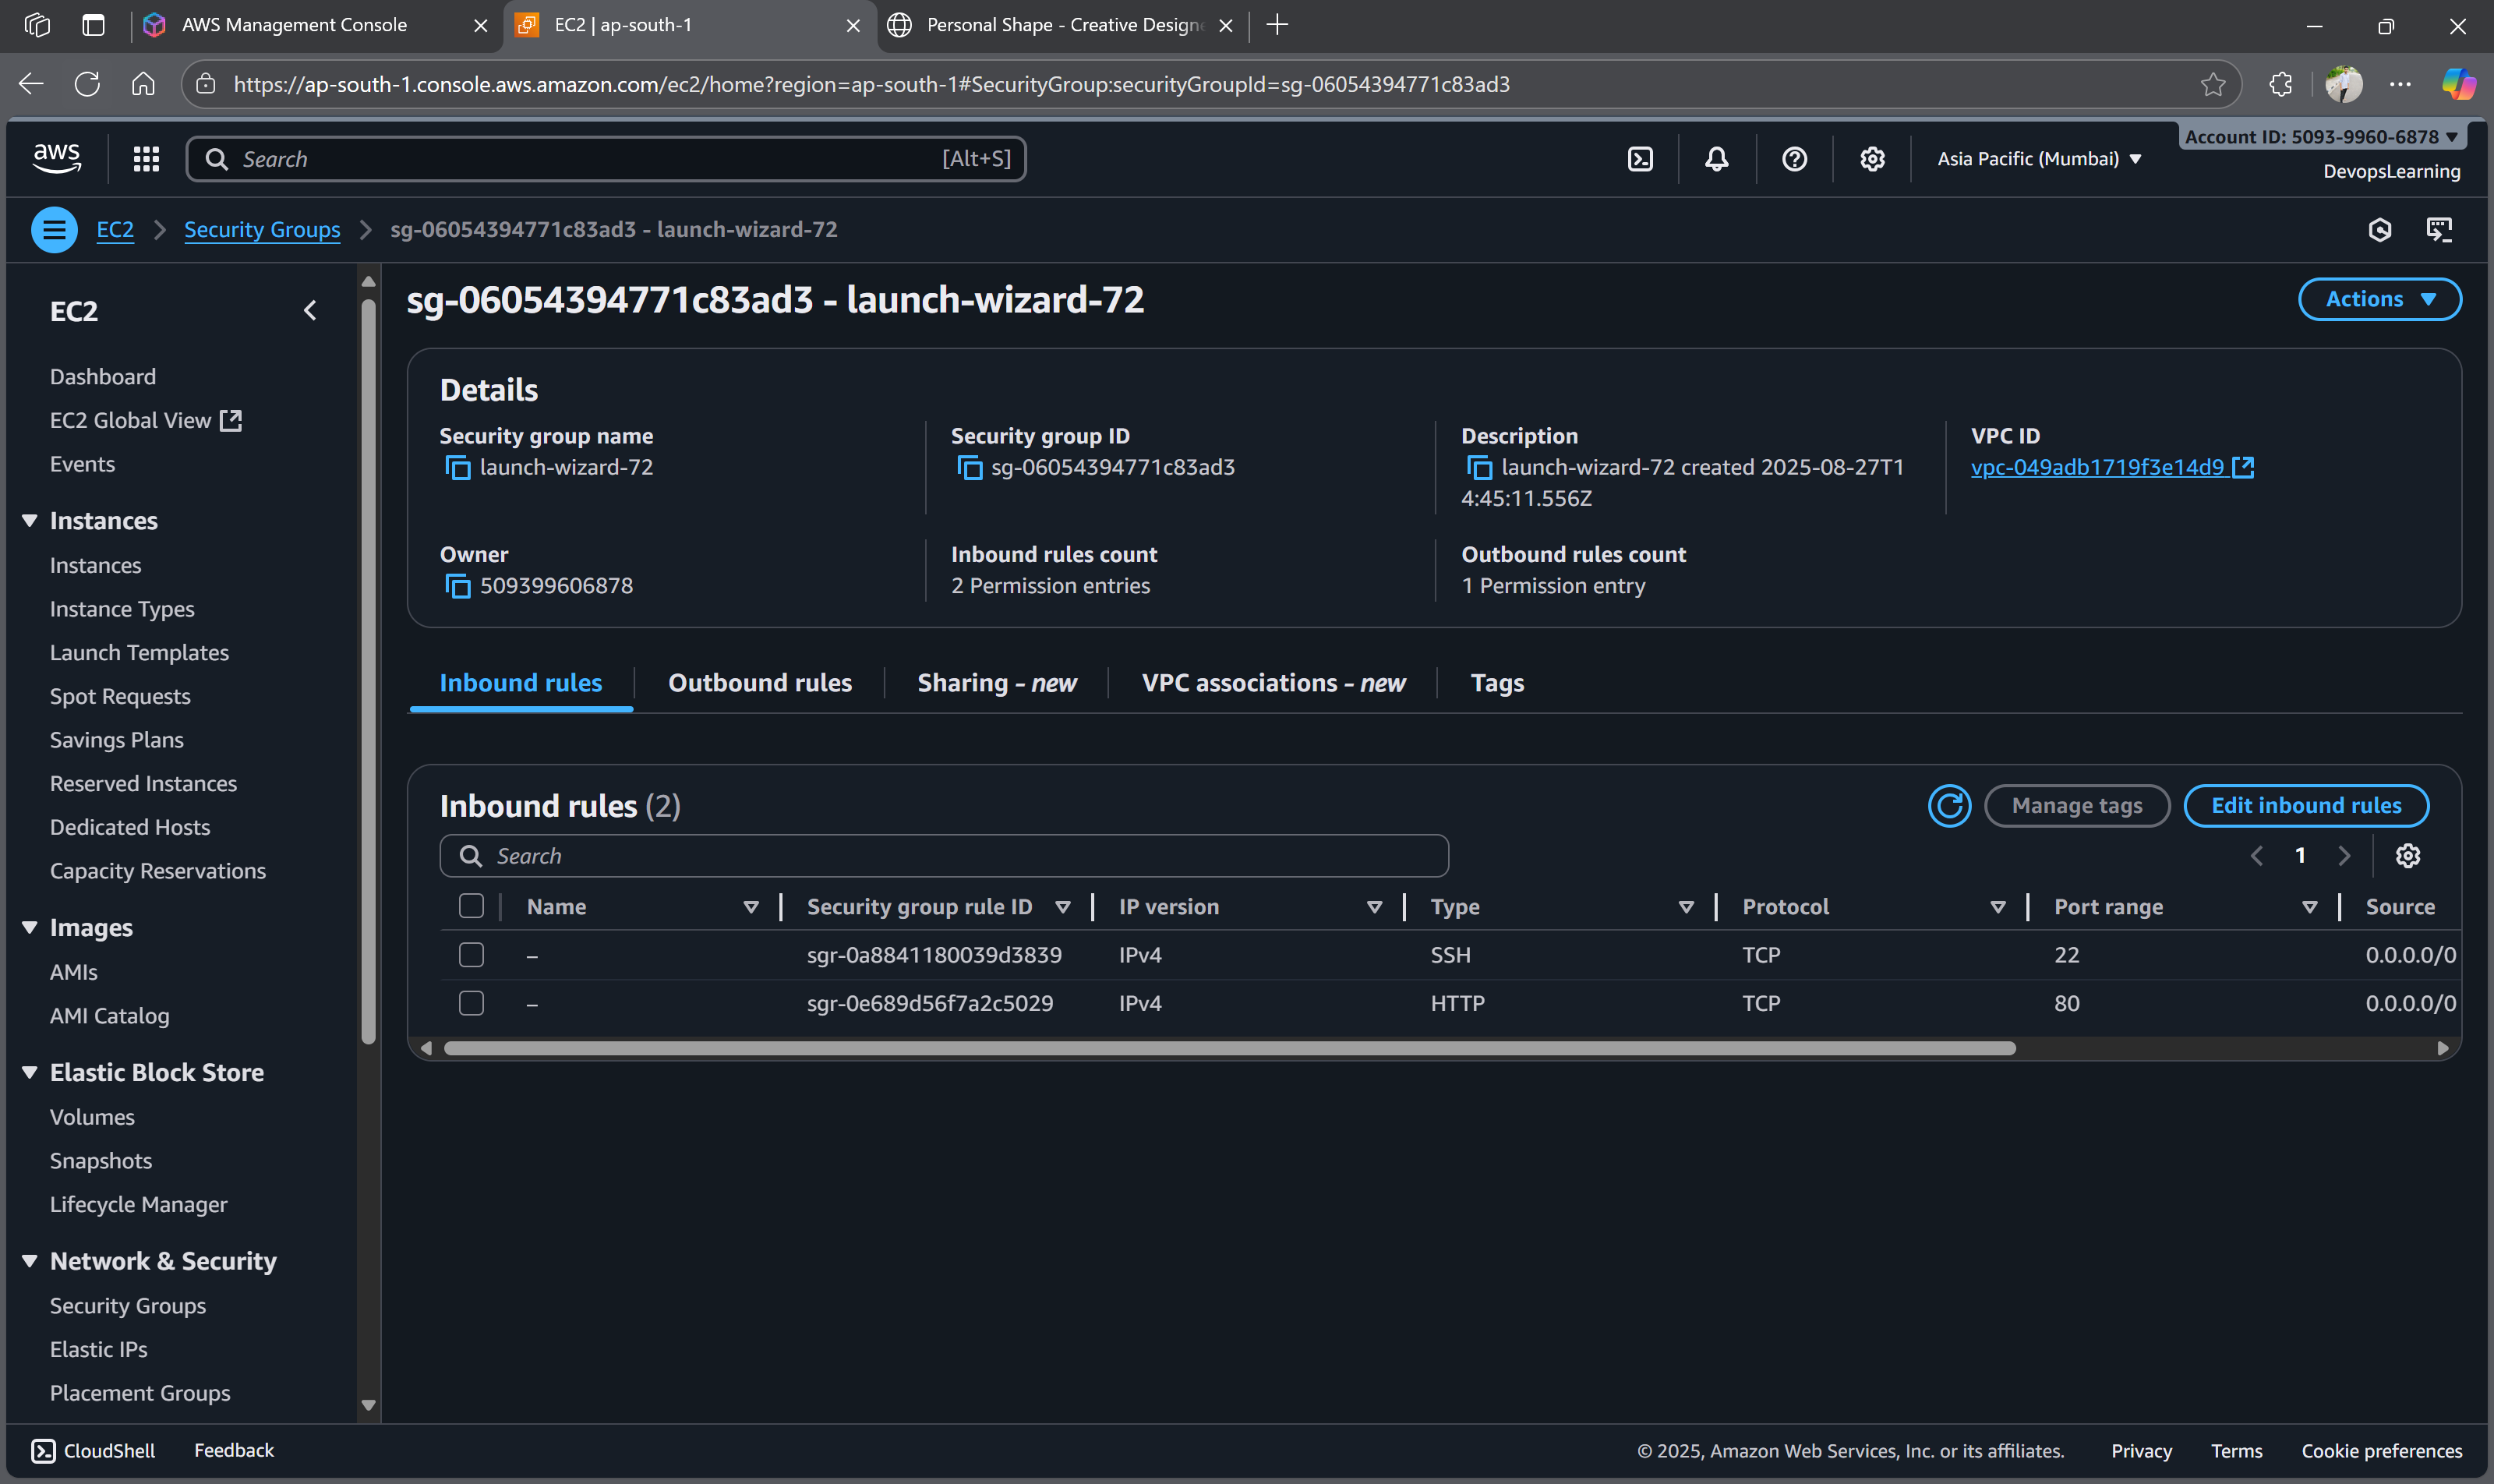 AWS Management Console
EC2 | ap-south-1
Personal Shape - Creative Designe
https://ap-south-1.console.aws.amazon.com/ec2/home?region=ap-south-1#SecurityGroup:securityGroupId=sg-06054394771c83ad3
aws
Search
[Alt+S]
Asia Pacific (Mumbai)
Account ID: 5093-9960-6878
DevopsLearning
EC2
Security Groups
sg-06054394771c83ad3 - launch-wizard-72
EC2
Dashboard
EC2 Global View
Events
Instances
Instances
Instance Types
Launch Templates
Spot Requests
Savings Plans
Reserved Instances
Dedicated Hosts
Capacity Reservations
Images
AMIs
AMI Catalog
Elastic Block Store
Volumes
Snapshots
Lifecycle Manager
Network & Security
Security Groups
Elastic IPs
Placement Groups
sg-06054394771c83ad3 - launch-wizard-72
Actions
Details
Security group name
launch-wizard-72
Security group ID
sg-06054394771c83ad3
Description
launch-wizard-72 created 2025-08-27T1
4:45:11.556Z
VPC ID
vpc-049adb1719f3e14d9
Owner
509399606878
Inbound rules count
2 Permission entries
Outbound rules count
1 Permission entry
Inbound rules
Outbound rules
Sharing - new
VPC associations - new
Tags
Inbound rules (2)
Manage tags
Edit inbound rules
Search
1
Name Security group rule ID IP version Type Protocol Port range Source
– sgr-0a8841180039d3839 IPv4 SSH TCP 22 0.0.0.0/0
– sgr-0e689d56f7a2c5029 IPv4 HTTP TCP 80 0.0.0.0/0
CloudShell
Feedback
© 2025, Amazon Web Services, Inc. or its affiliates.
Privacy
Terms
Cookie preferences